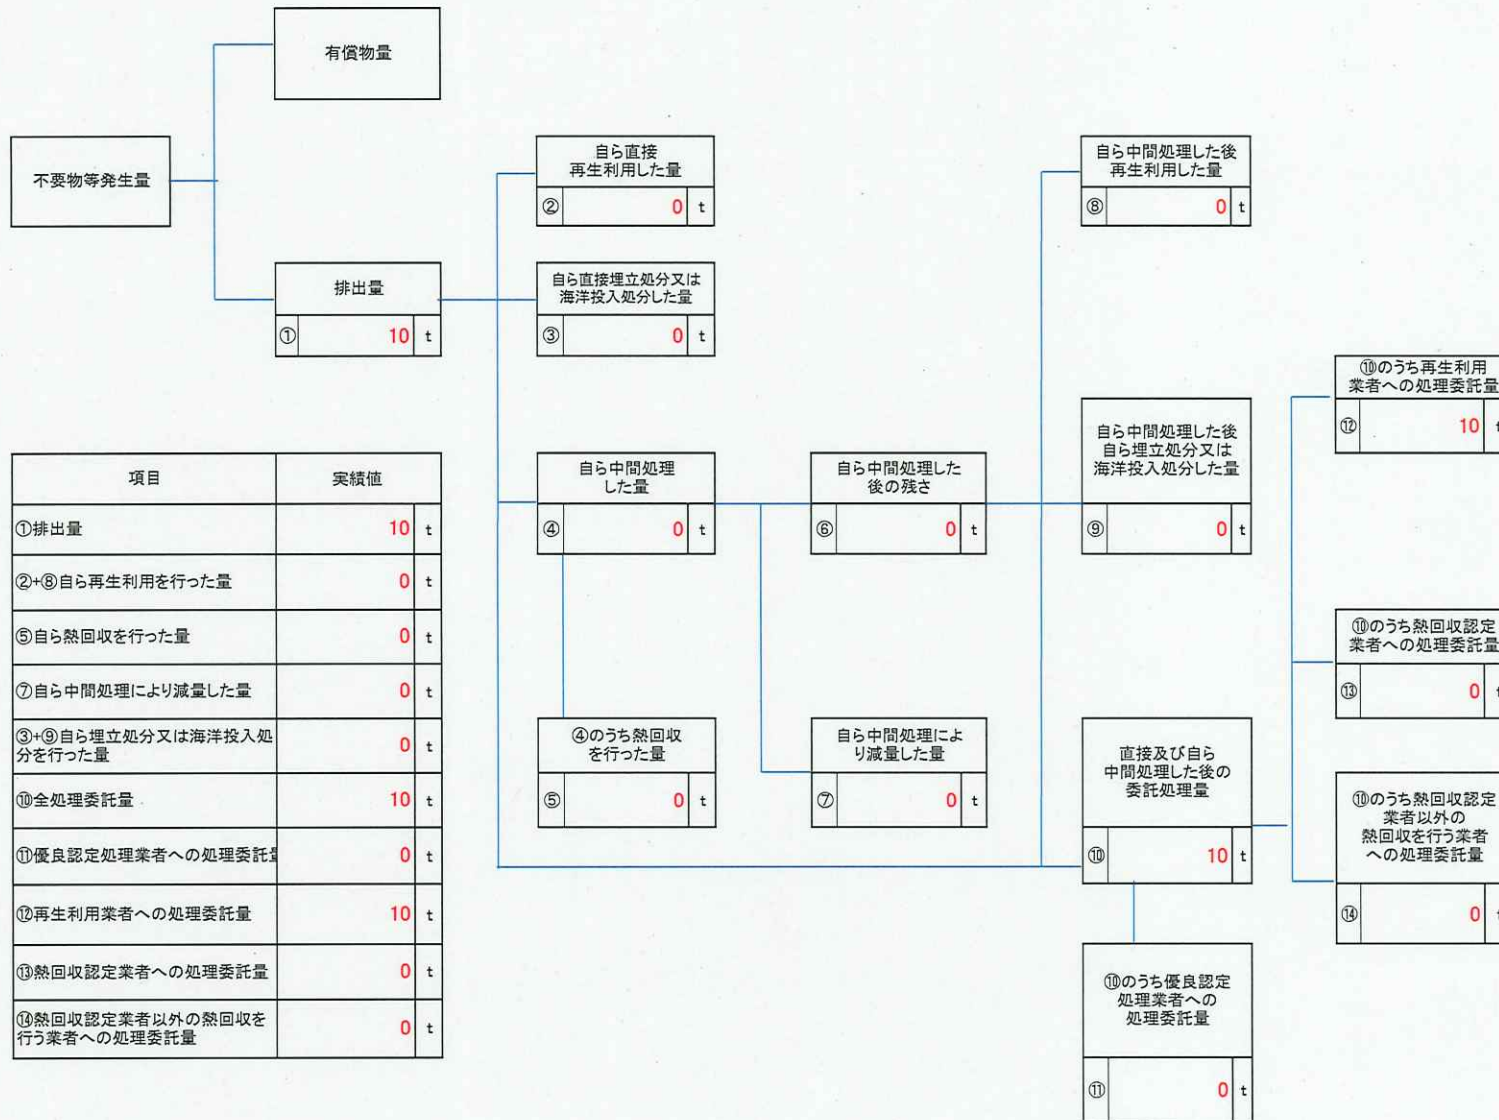 有償物量
不要物等発生量
排出量
① 10 t
自ら直接
再生利用した量
② 0 t
自ら直接埋立処分又は
海洋投入処分した量
③ 0 t
自ら中間処理
した量
④ 0 t
④のうち熱回収
を行った量
⑤ 0 t
自ら中間処理した
後の残さ
⑥ 0 t
自ら中間処理によ
り減量した量
⑦ 0 t
自ら中間処理した後
再生利用した量
⑧ 0 t
自ら中間処理した後
自ら埋立処分又は
海洋投入処分した量
⑨ 0 t
直接及び自ら
中間処理した後の
委託処理量
⑩ 10 t
⑩のうち優良認定
処理業者への
処理委託量
⑪ 0 t
⑩のうち再生利用
業者への処理委託量
⑫ 10 t
⑩のうち熱回収認定
業者への処理委託量
⑬ 0 t
⑩のうち熱回収認定
業者以外の
熱回収を行う業者
への処理委託量
⑭ 0 t
項目 実績値
①排出量 10 t
②+⑧自ら再生利用を行った量 0 t
⑤自ら熱回収を行った量 0 t
⑦自ら中間処理により減量した量 0 t
③+⑨自ら埋立処分又は海洋投入処
分を行った量 0 t
⑩全処理委託量 10 t
⑪優良認定処理業者への処理委託量 0 t
⑫再生利用業者への処理委託量 10 t
⑬熱回収認定業者への処理委託量 0 t
⑭熱回収認定業者以外の熱回収を
行う業者への処理委託量 0 t